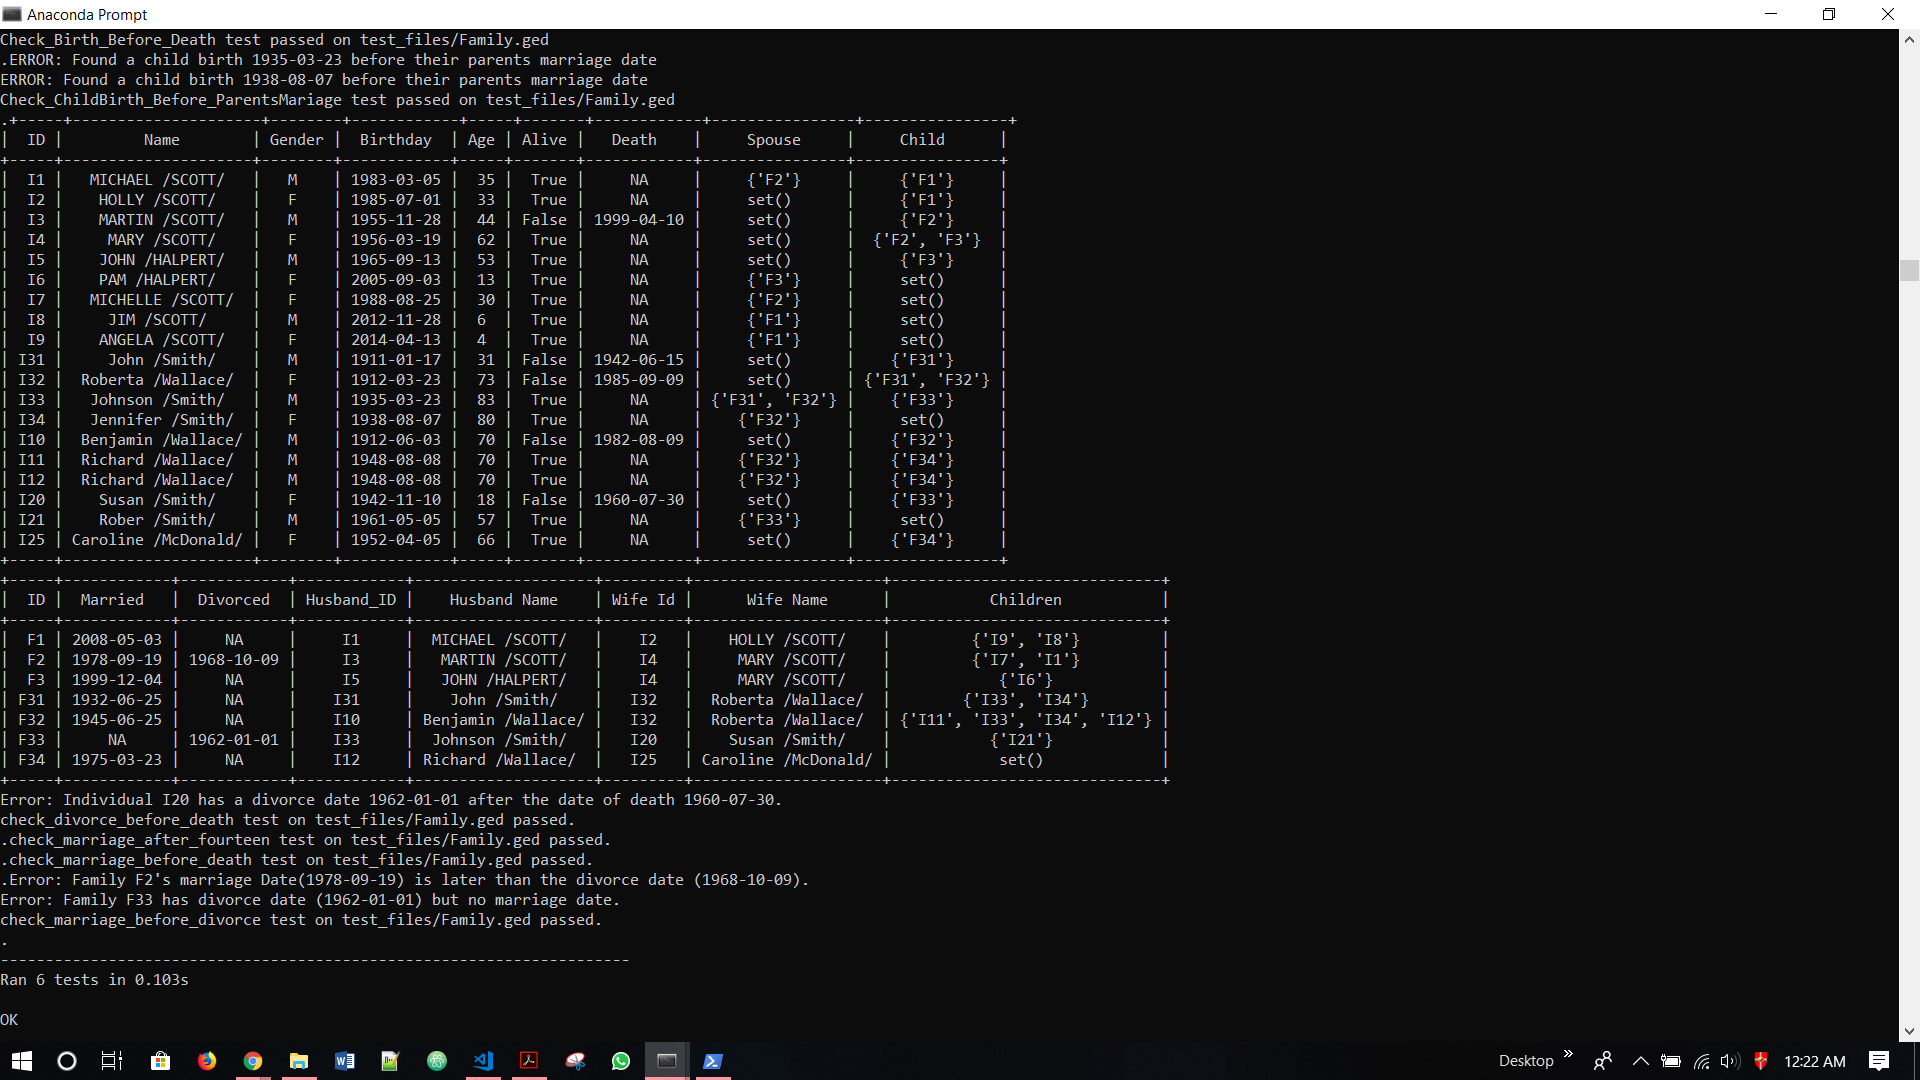 Anaconda Prompt
Check_Birth_Before_Death test passed on test_files/Family.ged
.ERROR: Found a child birth 1935-03-23 before their parents marriage date
ERROR: Found a child birth 1938-08-07 before their parents marriage date
Check_ChildBirth_Before_ParentsMariage test passed on test_files/Family.ged
.+-----+---------------------+--------+------------+-----+-------+------------+----------------+----------------+
| ID | Name | Gender | Birthday | Age | Alive | Death | Spouse | Child |
+-----+---------------------+--------+------------+-----+-------+------------+----------------+----------------+
| I1 | MICHAEL /SCOTT/ | M | 1983-03-05 | 35 | True | NA | {'F2'} | {'F1'} |
| I2 | HOLLY /SCOTT/ | F | 1985-07-01 | 33 | True | NA | set() | {'F1'} |
| I3 | MARTIN /SCOTT/ | M | 1955-11-28 | 44 | False | 1999-04-10 | set() | {'F2'} |
| I4 | MARY /SCOTT/ | F | 1956-03-19 | 62 | True | NA | set() | {'F2', 'F3'} |
| I5 | JOHN /HALPERT/ | M | 1965-09-13 | 53 | True | NA | set() | {'F3'} |
| I6 | PAM /HALPERT/ | F | 2005-09-03 | 13 | True | NA | {'F3'} | set() |
| I7 | MICHELLE /SCOTT/ | F | 1988-08-25 | 30 | True | NA | {'F2'} | set() |
| I8 | JIM /SCOTT/ | M | 2012-11-28 | 6 | True | NA | {'F1'} | set() |
| I9 | ANGELA /SCOTT/ | F | 2014-04-13 | 4 | True | NA | {'F1'} | set() |
| I31 | John /Smith/ | M | 1911-01-17 | 31 | False | 1942-06-15 | set() | {'F31'} |
| I32 | Roberta /Wallace/ | F | 1912-03-23 | 73 | False | 1985-09-09 | set() | {'F31', 'F32'} |
| I33 | Johnson /Smith/ | M | 1935-03-23 | 83 | True | NA | {'F31', 'F32'} | {'F33'} |
| I34 | Jennifer /Smith/ | F | 1938-08-07 | 80 | True | NA | {'F32'} | set() |
| I10 | Benjamin /Wallace/ | M | 1912-06-03 | 70 | False | 1982-08-09 | set() | {'F32'} |
| I11 | Richard /Wallace/ | M | 1948-08-08 | 70 | True | NA | {'F32'} | {'F34'} |
| I12 | Richard /Wallace/ | M | 1948-08-08 | 70 | True | NA | {'F32'} | {'F34'} |
| I20 | Susan /Smith/ | F | 1942-11-10 | 18 | False | 1960-07-30 | set() | {'F33'} |
| I21 | Rober /Smith/ | M | 1961-05-05 | 57 | True | NA | {'F33'} | set() |
| I25 | Caroline /McDonald/ | F | 1952-04-05 | 66 | True | NA | set() | {'F34'} |
+-----+---------------------+--------+------------+-----+-------+------------+----------------+----------------+
+-----+------------+------------+------------+--------------------+---------+---------------------+------------------------------+
| ID | Married | Divorced | Husband_ID | Husband Name | Wife Id | Wife Name | Children |
+-----+------------+------------+------------+--------------------+---------+---------------------+------------------------------+
| F1 | 2008-05-03 | NA | I1 | MICHAEL /SCOTT/ | I2 | HOLLY /SCOTT/ | {'I9', 'I8'} |
| F2 | 1978-09-19 | 1968-10-09 | I3 | MARTIN /SCOTT/ | I4 | MARY /SCOTT/ | {'I7', 'I1'} |
| F3 | 1999-12-04 | NA | I5 | JOHN /HALPERT/ | I4 | MARY /SCOTT/ | {'I6'} |
| F31 | 1932-06-25 | NA | I31 | John /Smith/ | I32 | Roberta /Wallace/ | {'I33', 'I34'} |
| F32 | 1945-06-25 | NA | I10 | Benjamin /Wallace/ | I32 | Roberta /Wallace/ | {'I11', 'I33', 'I34', 'I12'} |
| F33 | NA | 1962-01-01 | I33 | Johnson /Smith/ | I20 | Susan /Smith/ | {'I21'} |
| F34 | 1975-03-23 | NA | I12 | Richard /Wallace/ | I25 | Caroline /McDonald/ | set() |
+-----+------------+------------+------------+--------------------+---------+---------------------+------------------------------+
Error: Individual I20 has a divorce date 1962-01-01 after the date of death 1960-07-30.
check_divorce_before_death test on test_files/Family.ged passed.
.check_marriage_after_fourteen test on test_files/Family.ged passed.
.check_marriage_before_death test on test_files/Family.ged passed.
.Error: Family F2's marriage Date(1978-09-19) is later than the divorce date (1968-10-09).
Error: Family F33 has divorce date (1962-01-01) but no marriage date.
check_marriage_before_divorce test on test_files/Family.ged passed.
.
----------------------------------------------------------------------
Ran 6 tests in 0.103s
OK
Desktop
12:22 AM